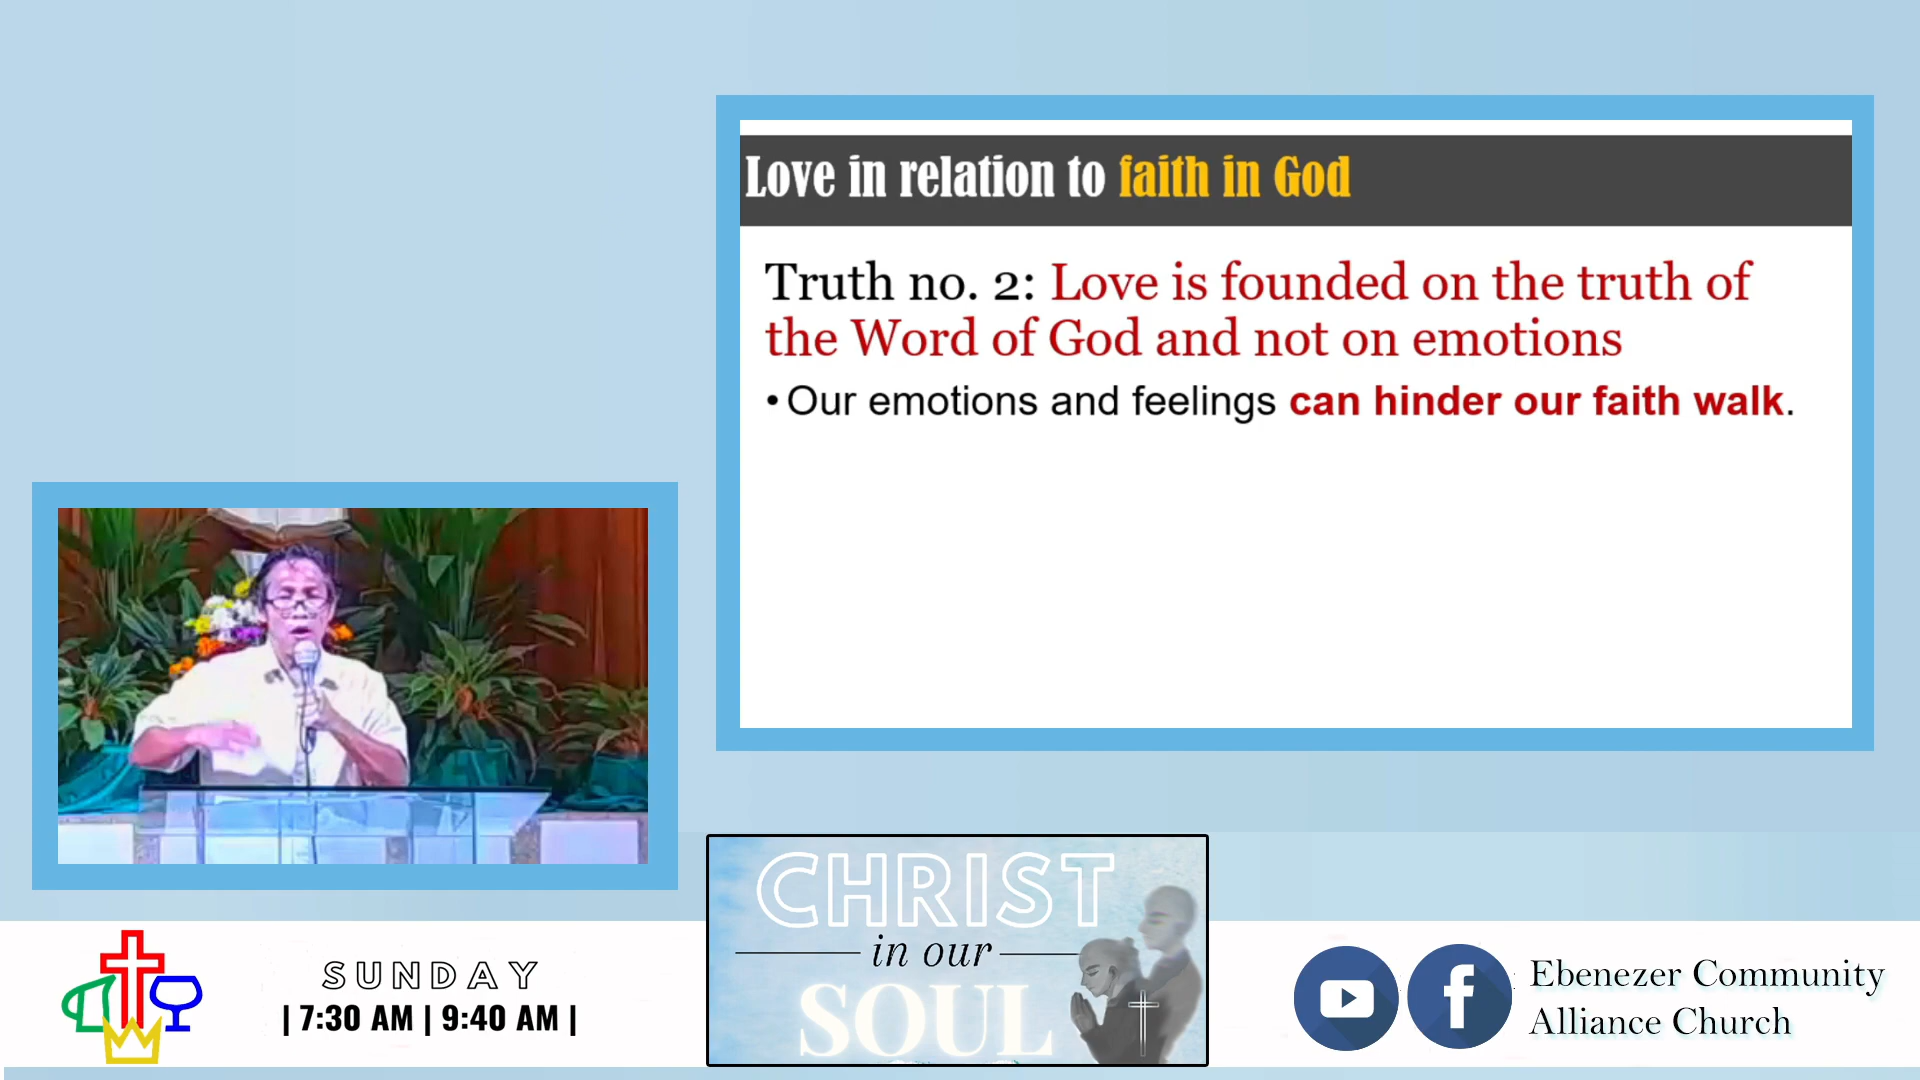 Love in relation to faith in God
Truth no. 2: Love is founded on the truth of
the Word of God and not on emotions
• Our emotions and feelings can hinder our faith walk.
CHRIST
in our
SOUL
SUNDAY
| 7:30 AM | 9:40 AM |
Ebenezer Community
Alliance Church